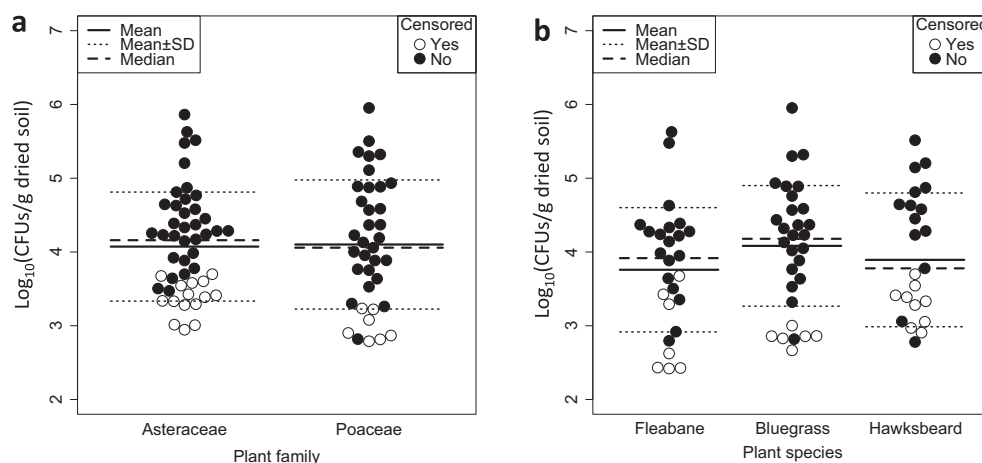 a
Mean
Mean±SD
Median
Censored
Yes
No
Log10(CFUs/g dried soil)
7
6
5
4
3
2
Asteraceae
Poaceae
Plant family
b
Mean
Mean±SD
Median
Censored
Yes
No
Log10(CFUs/g dried soil)
7
6
5
4
3
2
Fleabane
Bluegrass
Hawksbeard
Plant species